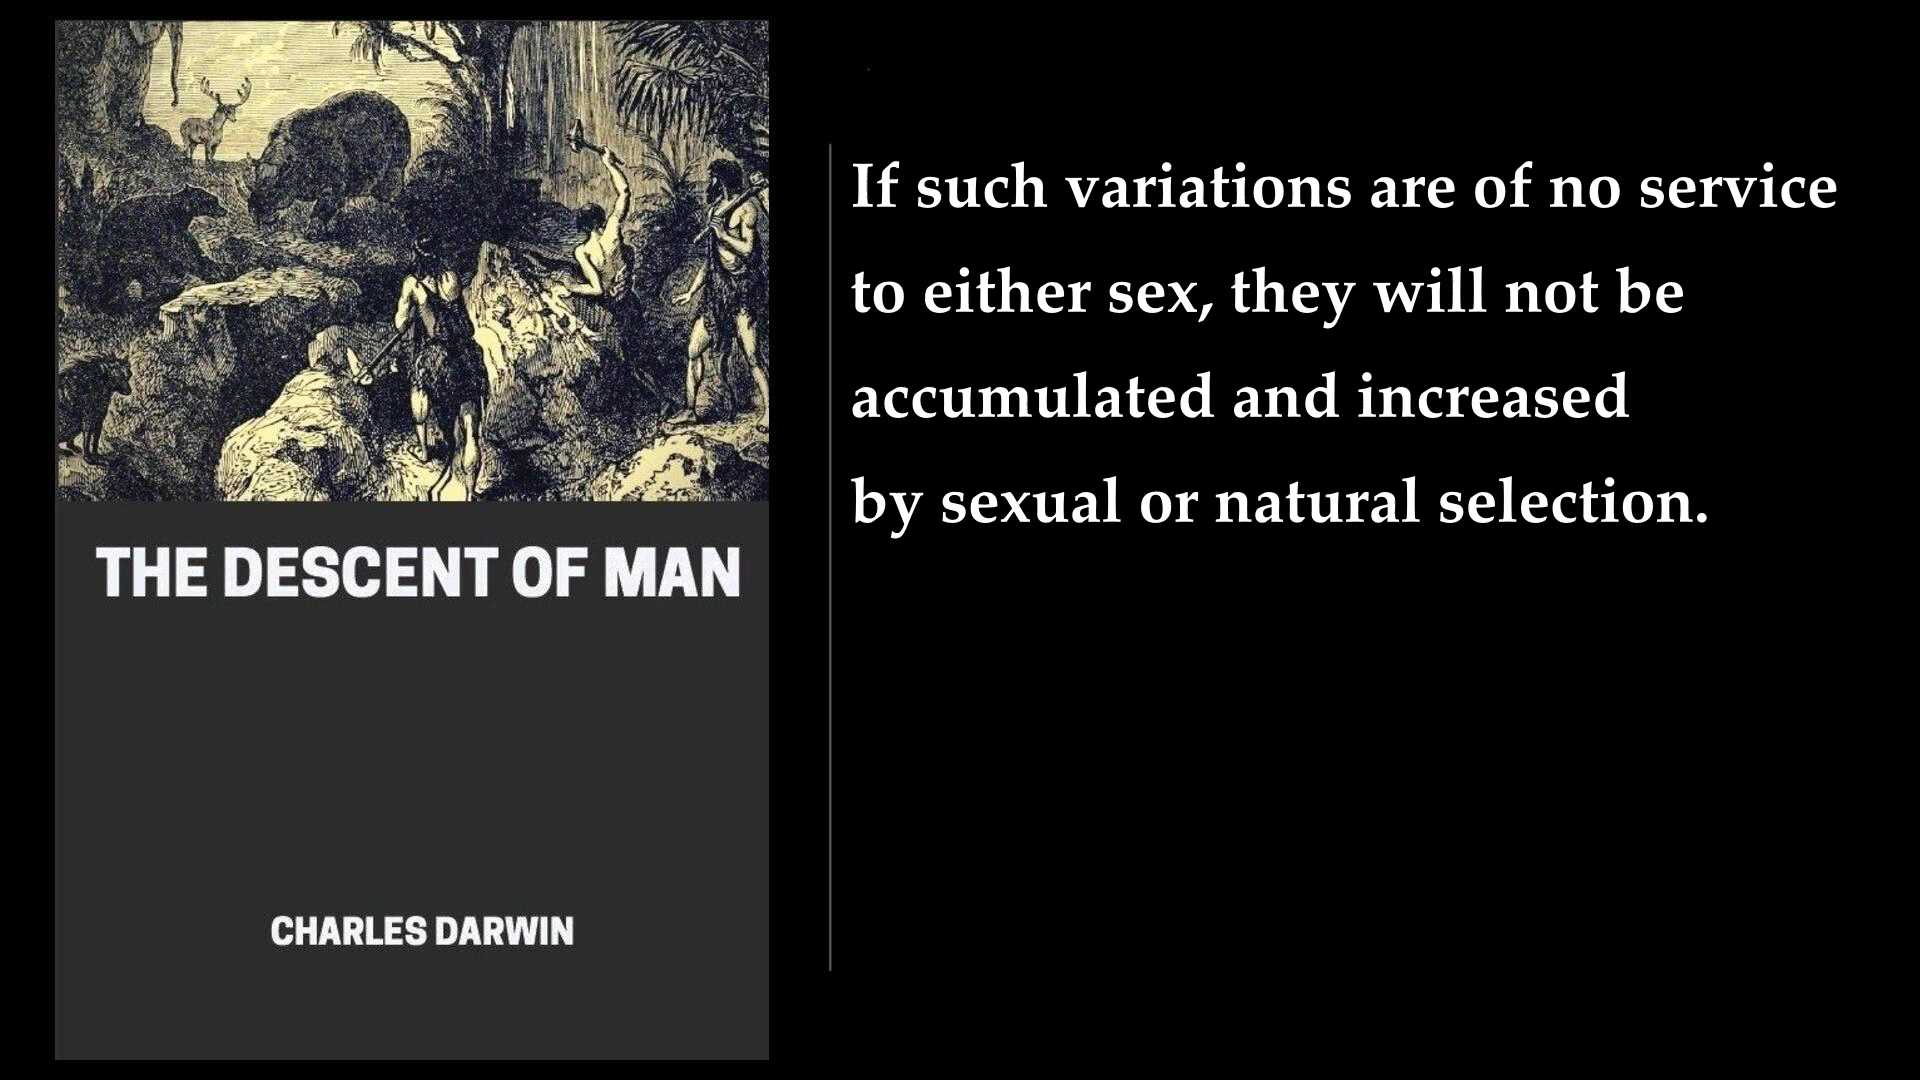 THE DESCENT OF MAN
CHARLES DARWIN
If such variations are of no service
to either sex, they will not be
accumulated and increased
by sexual or natural selection.